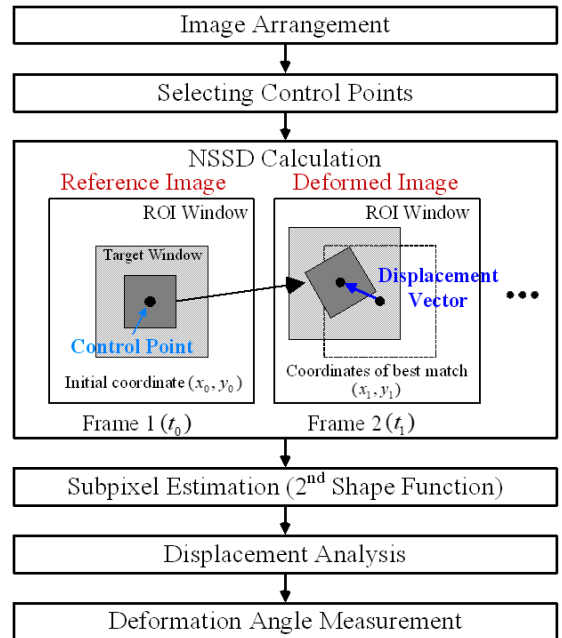 Image Arrangement
Selecting Control Points
NSSD Calculation
Reference Image
Deformed Image
ROI Window
ROI Window
Target Window
Control Point
Initial coordinate (x₀, y₀)
Displacement
Vector
Coordinates of best match
(x₁, y₁)
Frame 1 (t₀)
Frame 2 (t₁)
Subpixel Estimation (2ⁿᵈ Shape Function)
Displacement Analysis
Deformation Angle Measurement